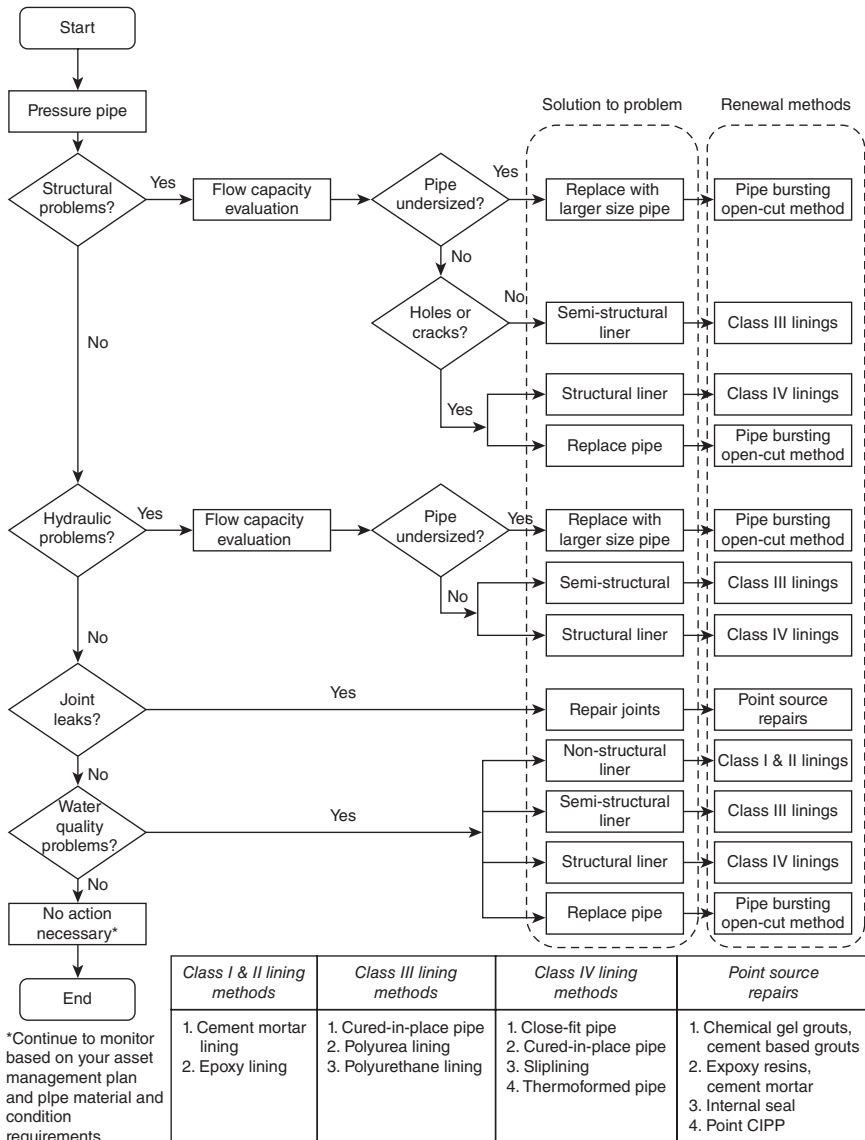 Start
Pressure pipe
Solution to problem
Renewal methods
Structural
problems?
Yes
Flow capacity
evaluation
Pipe
undersized?
Yes
Replace with
larger size pipe
Pipe bursting
open-cut method
No
No
Holes or
cracks?
No
Semi-structural
liner
Class III linings
Yes
Structural liner
Class IV linings
Replace pipe
Pipe bursting
open-cut method
Hydraulic
problems?
Yes
Flow capacity
evaluation
Pipe
undersized?
Yes
Replace with
larger size pipe
Pipe bursting
open-cut method
No
Semi-structural
Class III linings
Structural liner
Class IV linings
No
Joint
leaks?
Yes
Repair joints
Point source
repairs
No
Water
quality
problems?
Yes
Non-structural
liner
Class I & II linings
Semi-structural
liner
Class III linings
Structural liner
Class IV linings
Replace pipe
Pipe bursting
open-cut method
No
No action
necessary*
End
*Continue to monitor
based on your asset
management plan
and pipe material and
condition
requirements
Class I & II lining
methods
1. Cement mortar
lining
2. Epoxy lining
Class III lining
methods
1. Cured-in-place pipe
2. Polyurea lining
3. Polyurethane lining
Class IV lining
methods
1. Close-fit pipe
2. Cured-in-place pipe
3. Sliplining
4. Thermoformed pipe
Point source
repairs
1. Chemical gel grouts,
cement based grouts
2. Expoxy resins,
cement mortar
3. Internal seal
4. Point CIPP